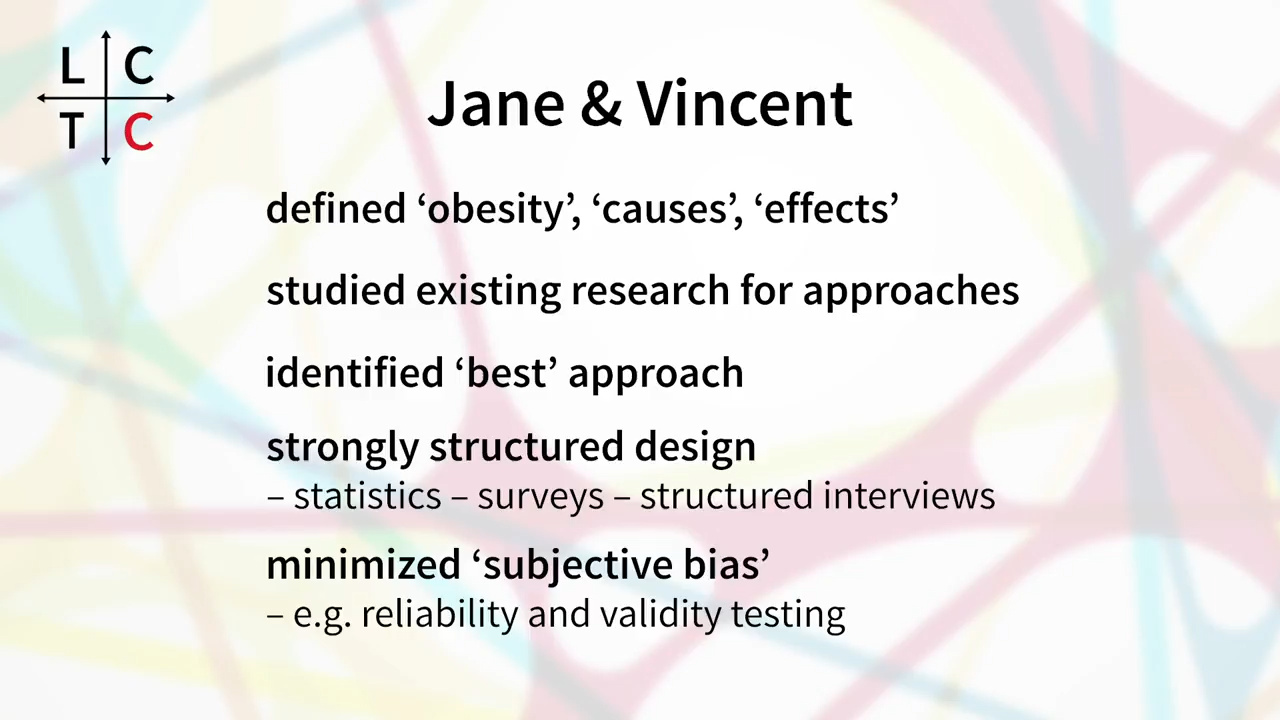 L C
T C
Jane & Vincent
defined ‘obesity’, ‘causes’, ‘effects’
studied existing research for approaches
identified ‘best’ approach
strongly structured design
– statistics – surveys – structured interviews
minimized ‘subjective bias’
– e.g. reliability and validity testing